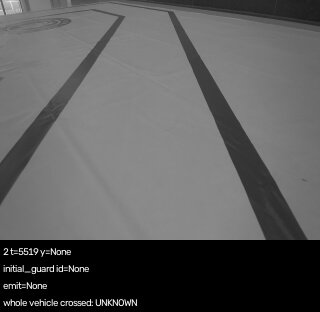 2 t=5519 y=None
initial_guard id=None
emit=None
whole vehicle crossed: UNKNOWN